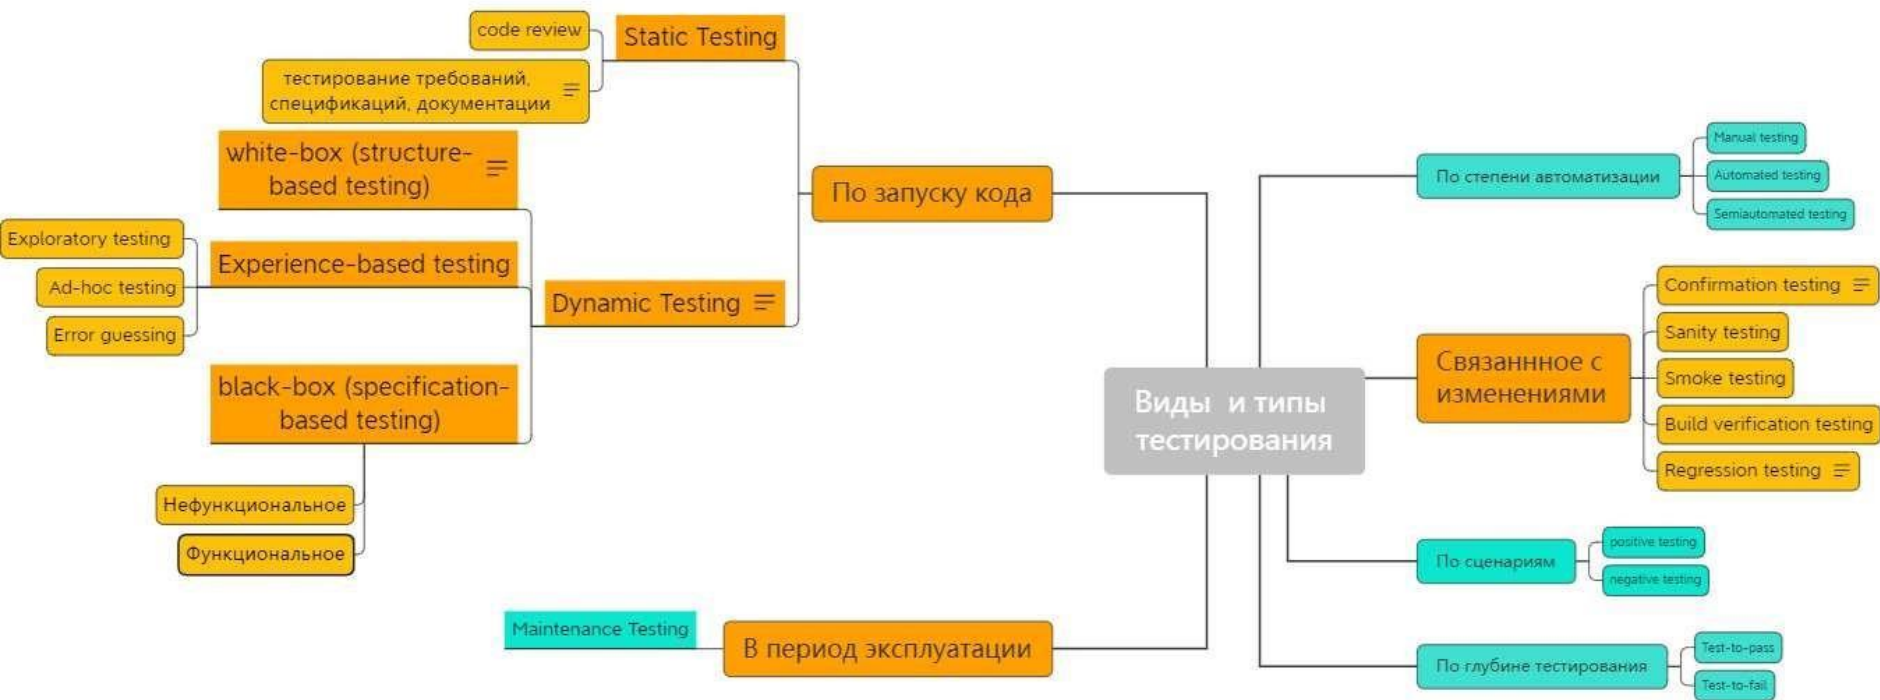 code review
тестирование требований,
спецификаций, документации
Static Testing
white-box (structure-
based testing)
Exploratory testing
Ad-hoc testing
Error guessing
Experience-based testing
Dynamic Testing
black-box (specification-
based testing)
Нефункциональное
Функциональное
По запуску кода
Maintenance Testing
В период эксплуатации
Виды и типы
тестирования
По степени автоматизации
Manual testing
Automated testing
Semiautomated testing
Связаннное с
изменениями
Confirmation testing
Sanity testing
Smoke testing
Build verification testing
Regression testing
По сценариям
positive testing
negative testing
По глубине тестирования
Test-to-pass
Test-to-fail